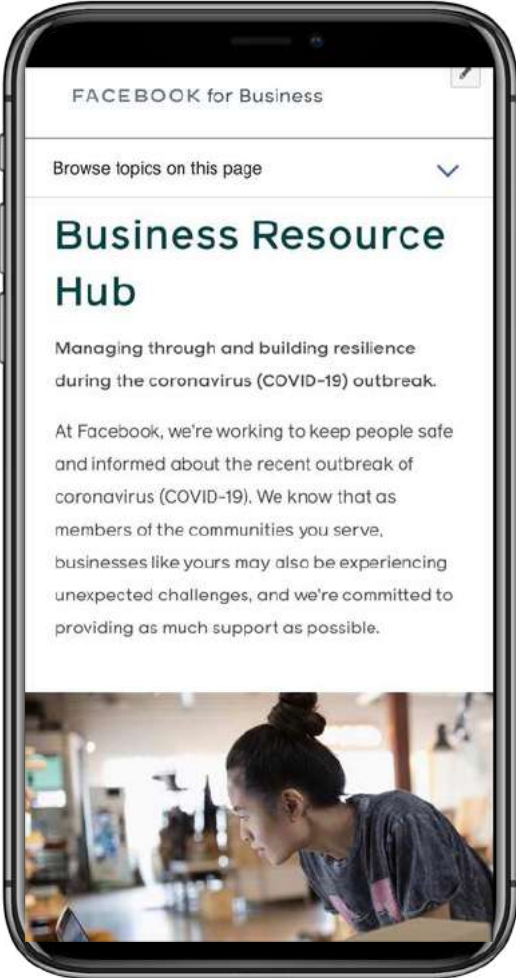 FACEBOOK for Business
Browse topics on this page
Business Resource
Hub
Managing through and building resilience
during the coronavirus (COVID-19) outbreak.
At Facebook, we're working to keep people safe
and informed about the recent outbreak of
coronavirus (COVID-19). We know that as
members of the communities you serve,
businesses like yours may also be experiencing
unexpected challenges, and we're committed to
providing as much support as possible.